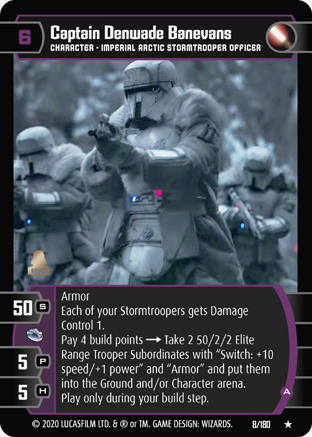 6
Captain Denwade Banevans
CHARACTER - IMPERIAL ARCTIC STORMTROOPER OFFICER
50 S
5 P
5 H
Armor
Each of your Stormtroopers gets Damage
Control 1.
Pay 4 build points → Take 2 50/2/2 Elite
Range Trooper Subordinates with "Switch: +10
speed/+1 power" and "Armor" and put them
into the Ground and/or Character arena.
Play only during your build step.
A
© 2020 LUCASFILM LTD. & ® or TM. GAME DESIGN: WIZARDS.
8/180